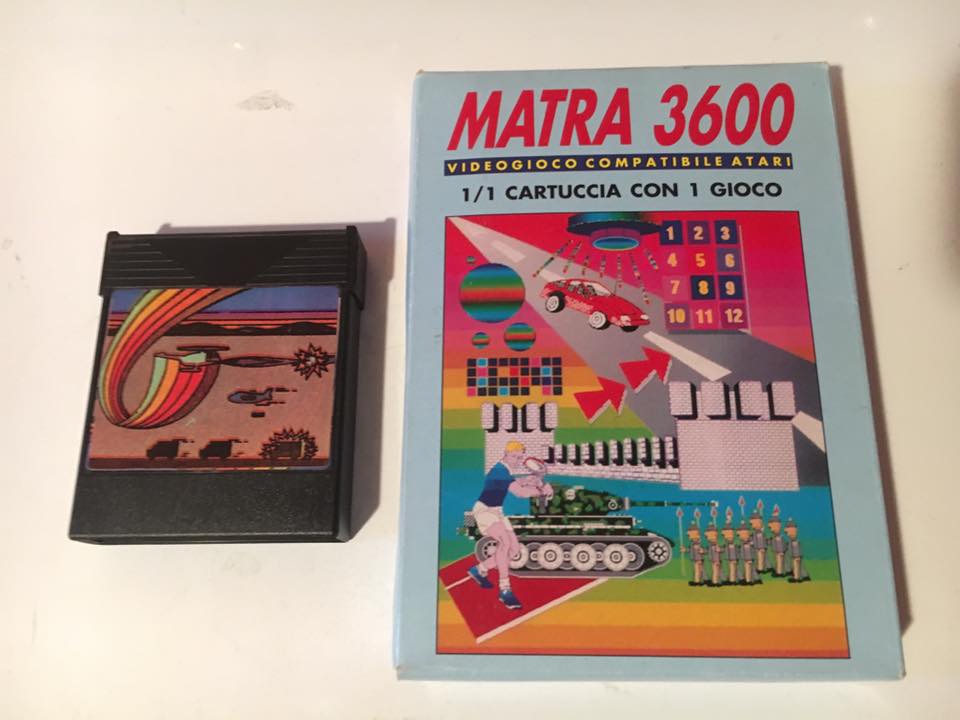 MATRA 3600
VIDEOGIOCO COMPATIBILE ATARI
1/1 CARTUCCIA CON 1 GIOCO
1 2 3
4 5 6
7 8 9
10 11 12